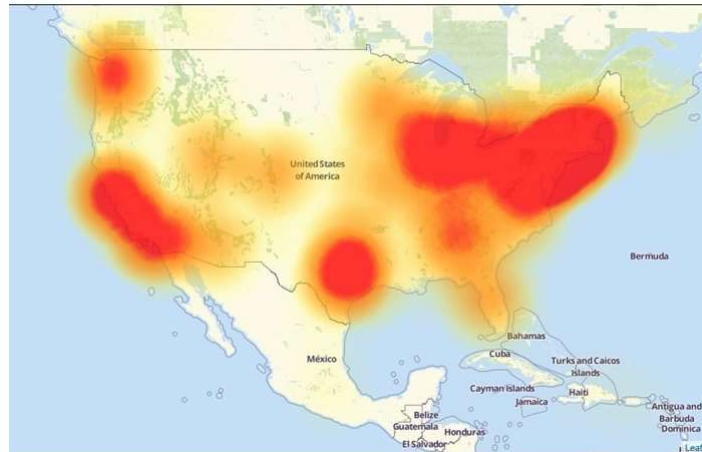 United States
of America
Bermuda
Bahamas
México
Cuba
Turks and Caicos
Islands
Cayman Islands
Haiti
Jamaica
Antigua and
Barbuda
Belize
Guatemala
Honduras
Dominica
El Salvador
Leaf